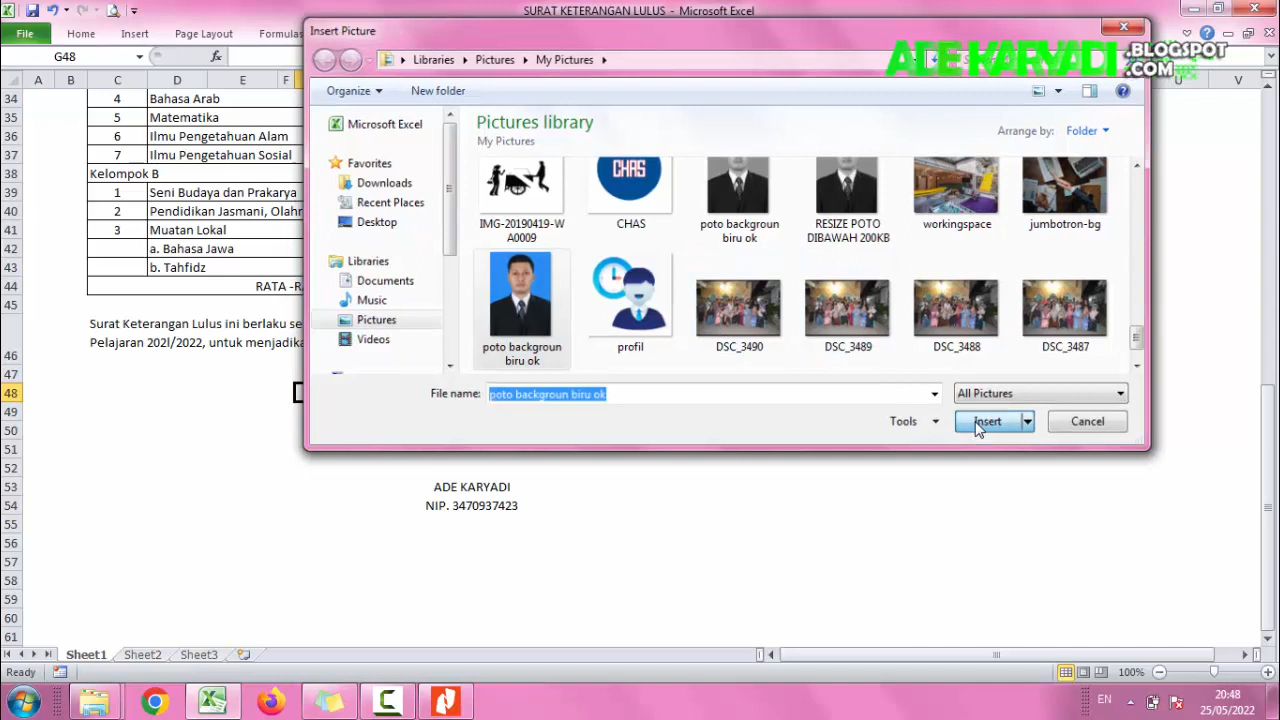 SURAT KETERANGAN LULUS - Microsoft Excel
File Home Insert Page Layout Formulas
G48 fx
Insert Picture
ADE KARYADI .BLOGSPOT .COM
Libraries Pictures My Pictures
Organize New folder
Microsoft Excel
Favorites
Downloads
Recent Places
Desktop
Libraries
Documents
Music
Pictures
Videos
Pictures library
My Pictures
Arrange by: Folder
IMG-20190419-W
A0009
CHAS
CHAS
poto backgroun
biru ok
RESIZE POTO
DIBAWAH 200KB
workingspace
jumbotron-bg
poto backgroun
biru ok
profil
DSC_3490
DSC_3489
DSC_3488
DSC_3487
File name: poto backgroun biru ok All Pictures
Tools Insert Cancel
A B C D E F U V
34 4 Bahasa Arab
35 5 Matematika
36 6 Ilmu Pengetahuan Alam
37 7 Ilmu Pengetahuan Sosial
38 Kelompok B
39 1 Seni Budaya dan Prakarya
40 2 Pendidikan Jasmani, Olahr
41 3 Muatan Lokal
42 a. Bahasa Jawa
43 b. Tahfidz
44 RATA -R
45
Surat Keterangan Lulus ini berlaku se
46 Pelajaran 2021/2022, untuk menjadika
47
48
49
50
51
52
53 ADE KARYADI
54 NIP. 3470937423
55
56
57
58
59
60
61
Sheet1 Sheet2 Sheet3
Ready 100%
EN 20:48
25/05/2022